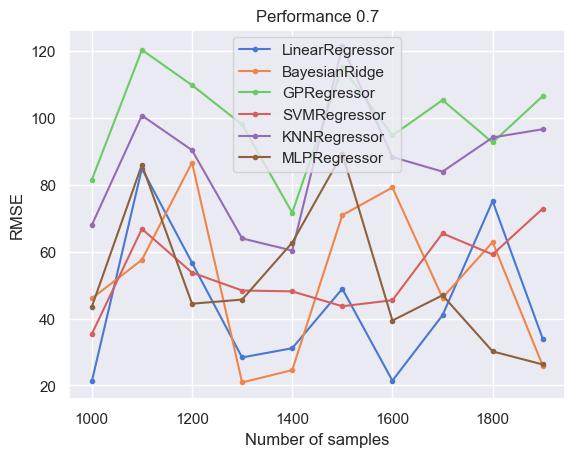 Performance 0.7
LinearRegressor
BayesianRidge
GPRegressor
SVMRegressor
KNNRegressor
MLPRegressor
RMSE
120
100
80
60
40
20
1000
1200
1400
1600
1800
Number of samples